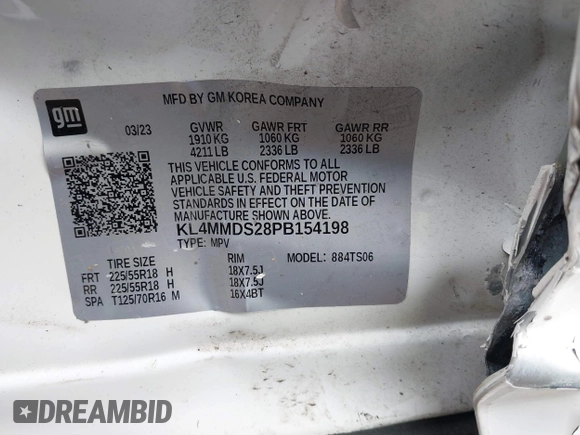 gm
MFD BY GM KOREA COMPANY
03/23 GVWR GAWR FRT GAWR RR
1910 KG 1060 KG 1060 KG
4211 LB 2336 LB 2336 LB
THIS VEHICLE CONFORMS TO ALL
APPLICABLE U.S. FEDERAL MOTOR
VEHICLE SAFETY AND THEFT PREVENTION
STANDARDS IN EFFECT ON THE DATE OF
MANUFACTURE SHOWN ABOVE.
KL4MMDS28PB154198
TYPE: MPV MODEL: 884TS06
TIRE SIZE RIM
FRT 225/55R18 H 18X7.5J
RR 225/55R18 H 18X7.5J
SPA T125/70R16 M 16X4BT
DREAMBID